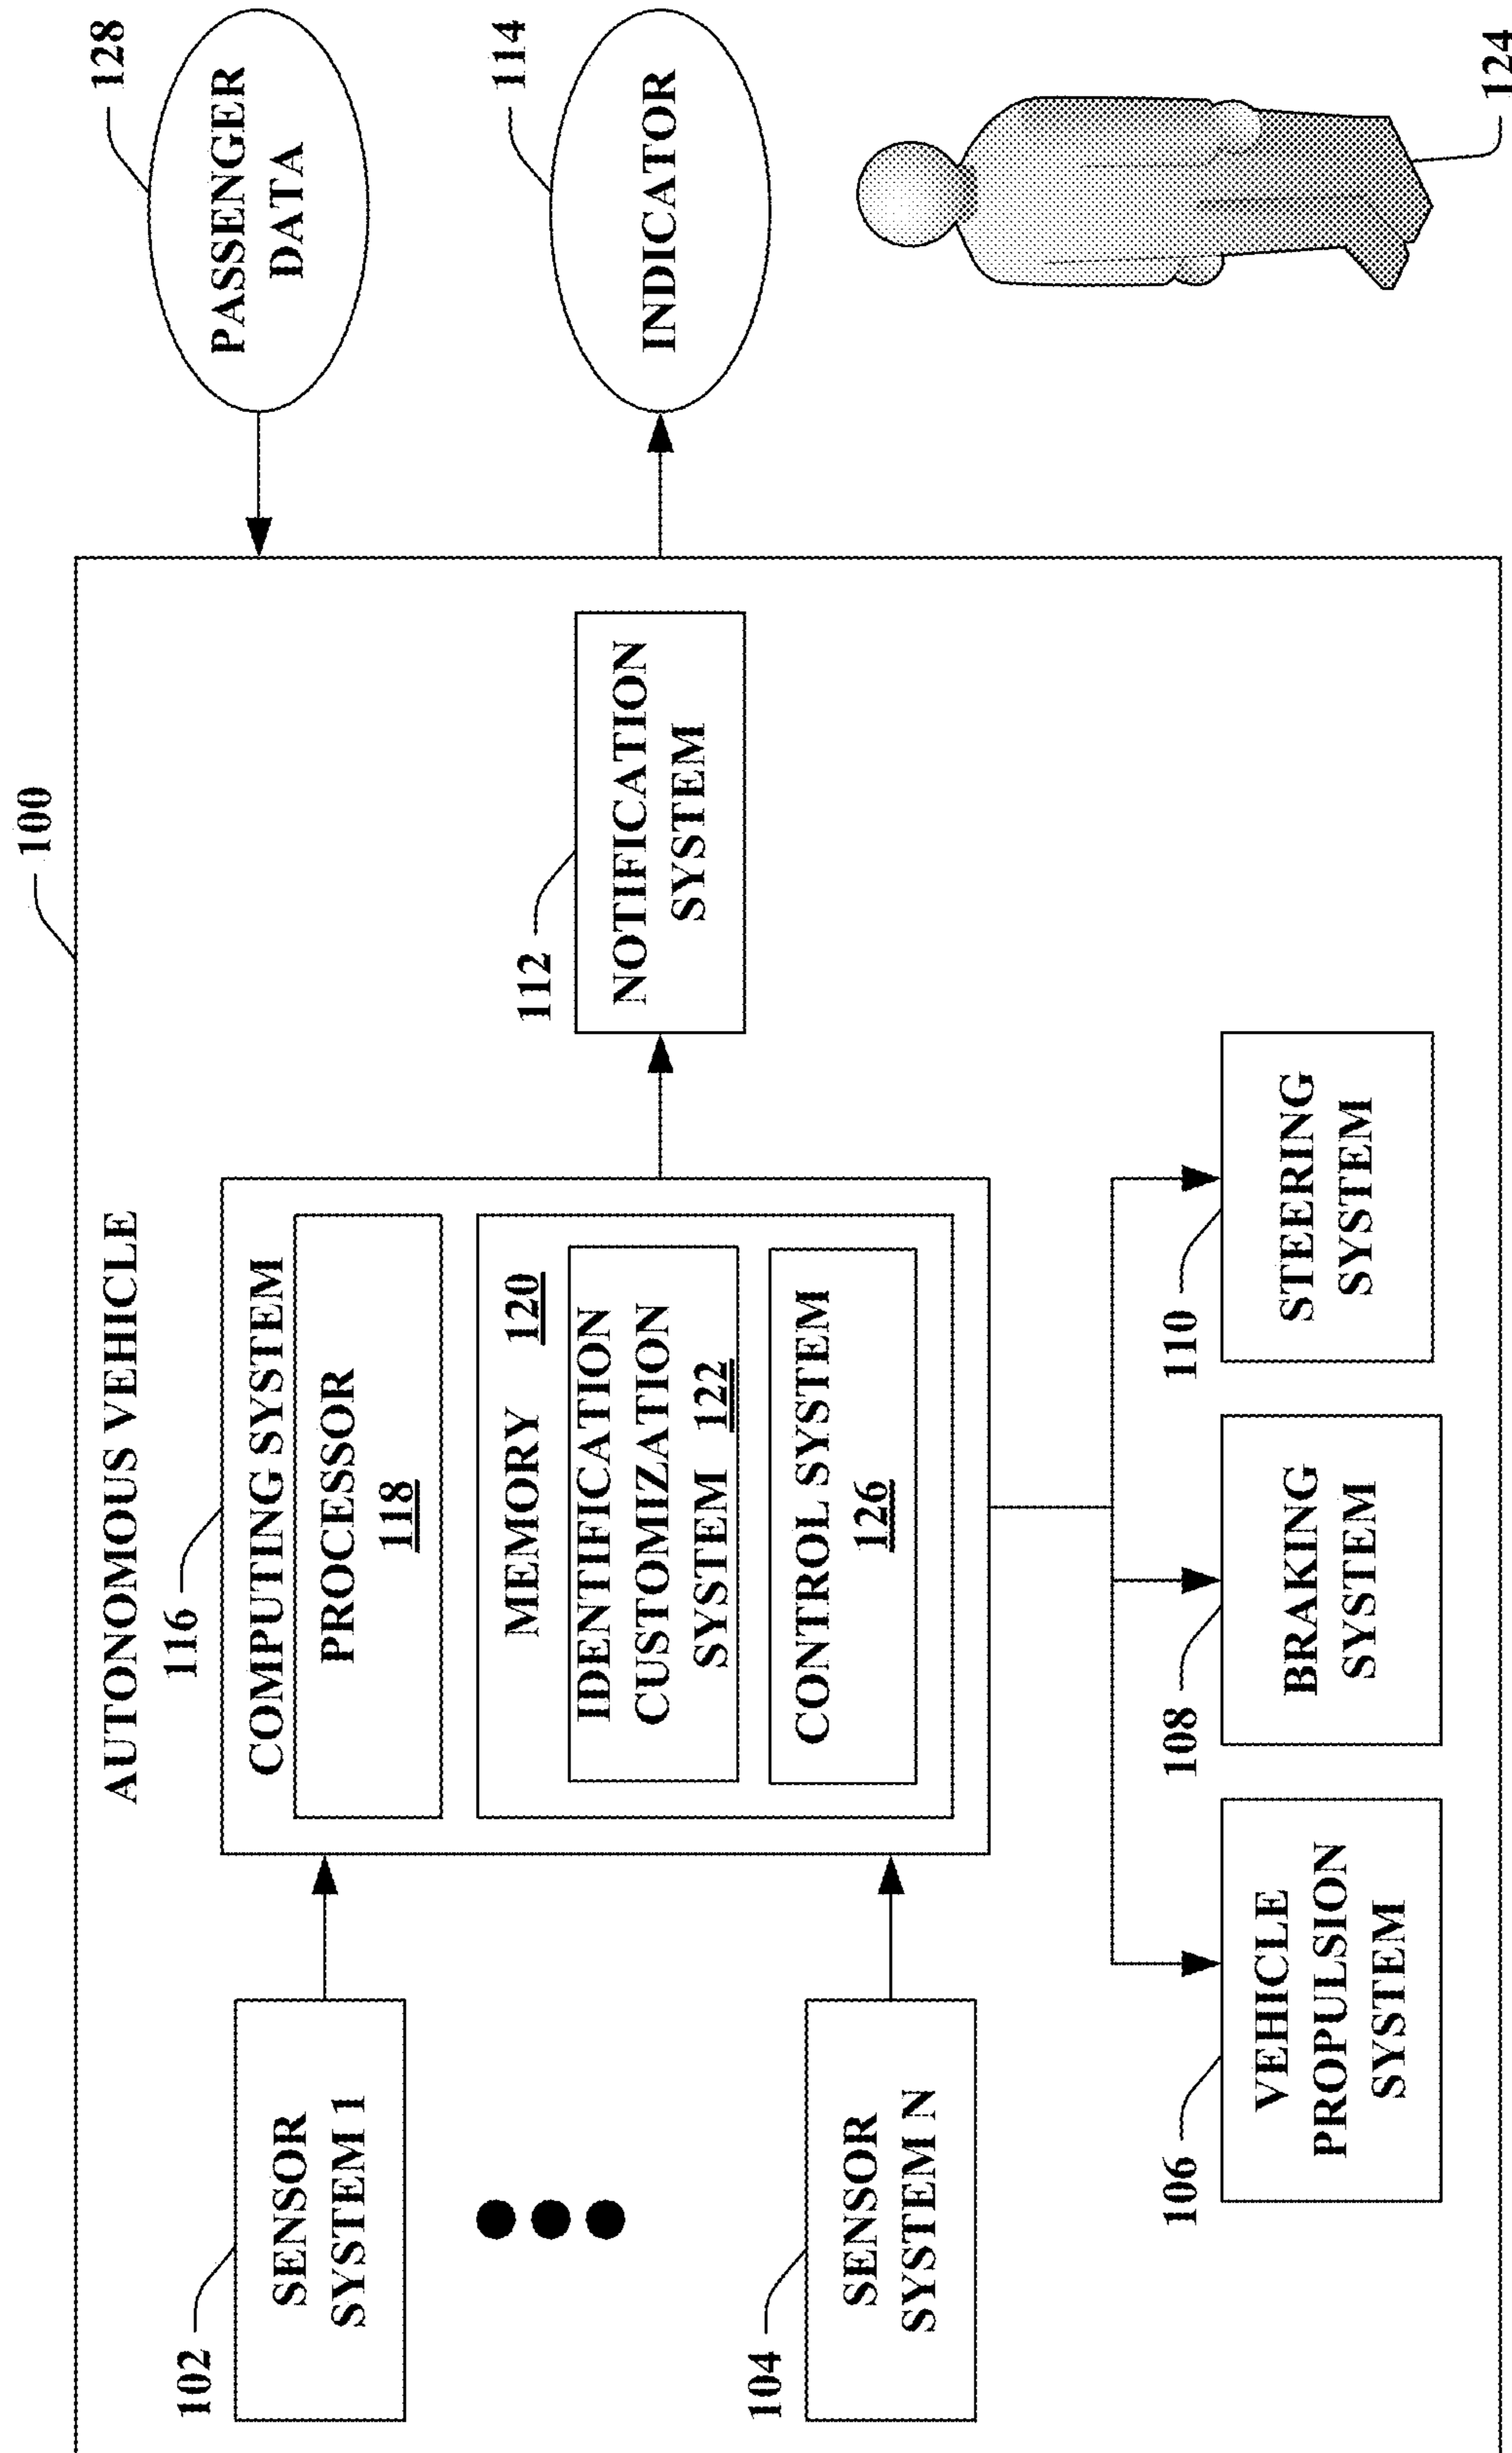 100
AUTONOMOUS VEHICLE
102
SENSOR
SYSTEM 1
104
SENSOR
SYSTEM N
116
COMPUTING SYSTEM
PROCESSOR
118
MEMORY 120
IDENTIFICATION
CUSTOMIZATION
SYSTEM 122
CONTROL SYSTEM
126
112
NOTIFICATION
SYSTEM
106
VEHICLE
PROPULSION
SYSTEM
108
BRAKING
SYSTEM
110
STEERING
SYSTEM
128
PASSENGER
DATA
114
INDICATOR
124